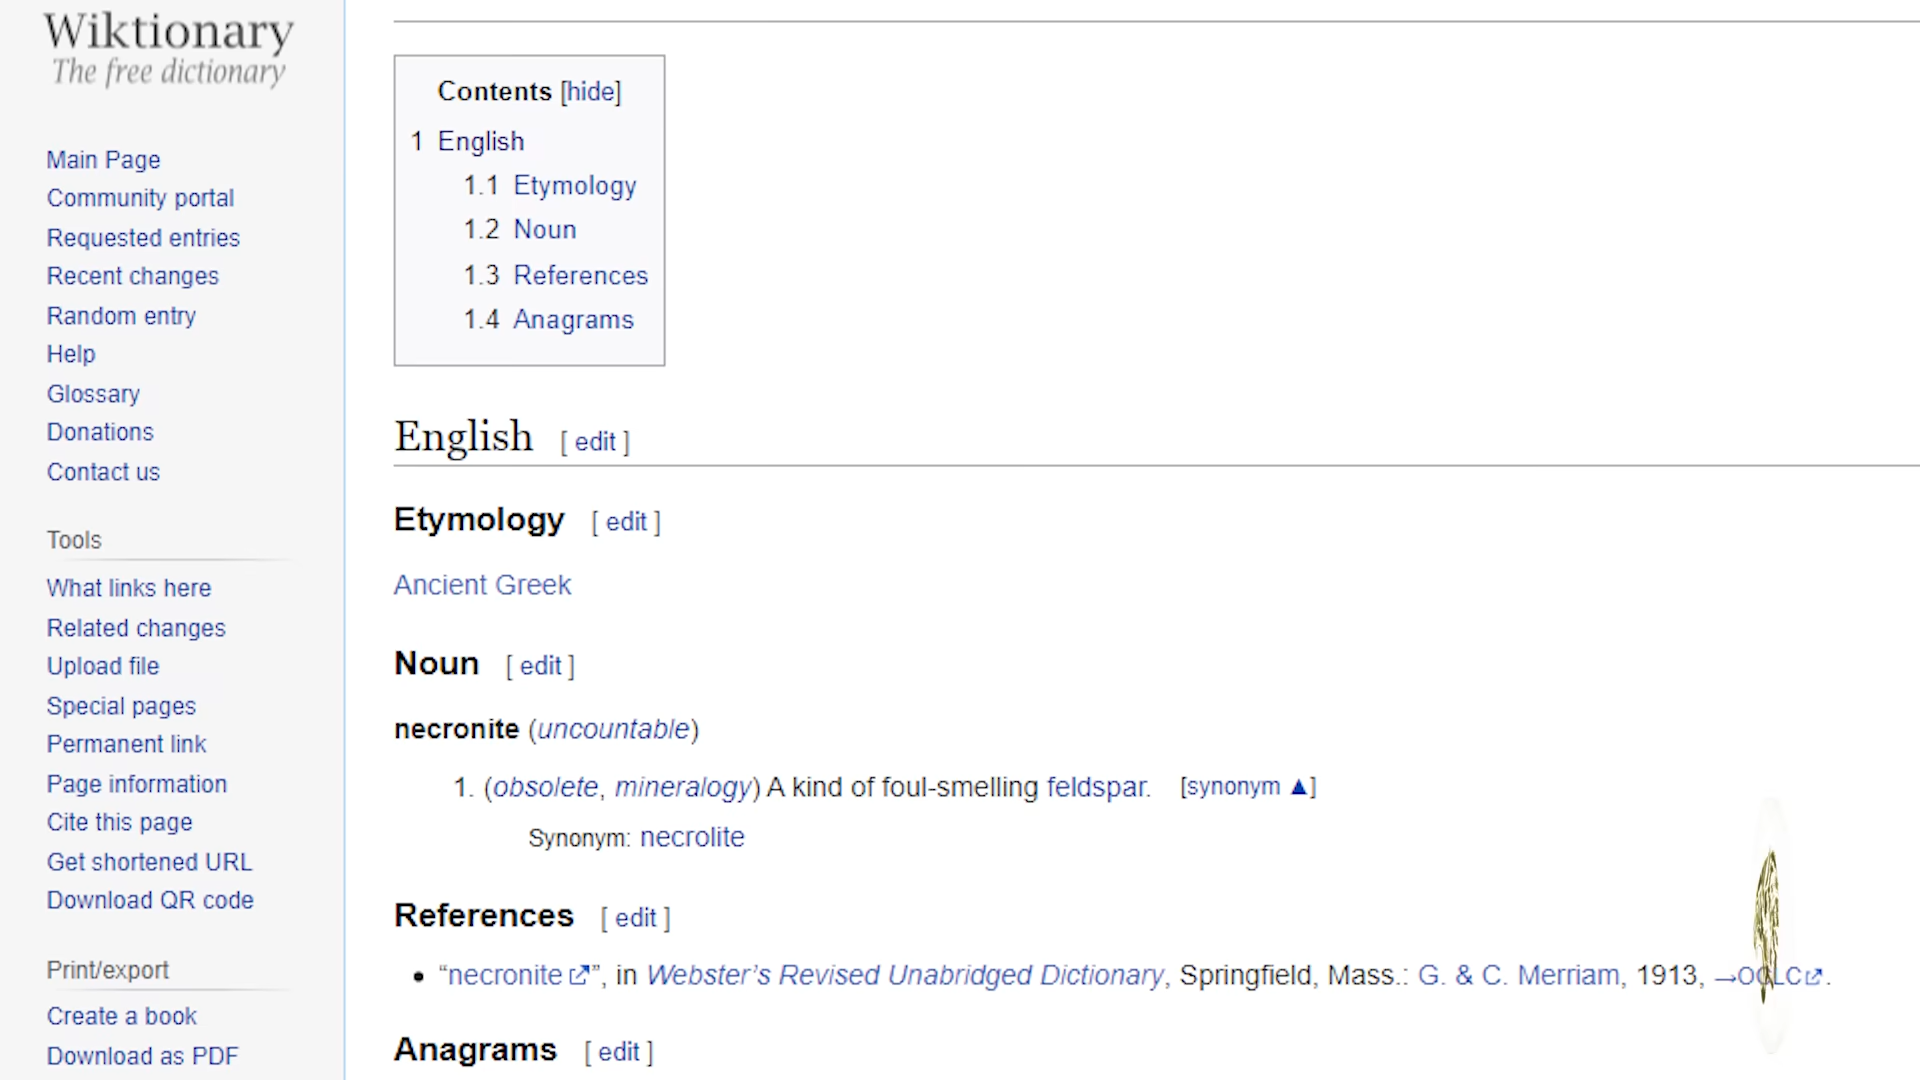 Wiktionary
The free dictionary
Main Page
Community portal
Requested entries
Recent changes
Random entry
Help
Glossary
Donations
Contact us
Tools
What links here
Related changes
Upload file
Special pages
Permanent link
Page information
Cite this page
Get shortened URL
Download QR code
Print/export
Create a book
Download as PDF
Contents [hide]
1 English
1.1 Etymology
1.2 Noun
1.3 References
1.4 Anagrams
English [ edit ]
Etymology [ edit ]
Ancient Greek
Noun [ edit ]
necronite (uncountable)
1. (obsolete, mineralogy) A kind of foul-smelling feldspar. [synonym ▲]
Synonym: necrolite
References [ edit ]
• “necronite”, in Webster’s Revised Unabridged Dictionary, Springfield, Mass.: G. & C. Merriam, 1913, →OCLC.
Anagrams [ edit ]